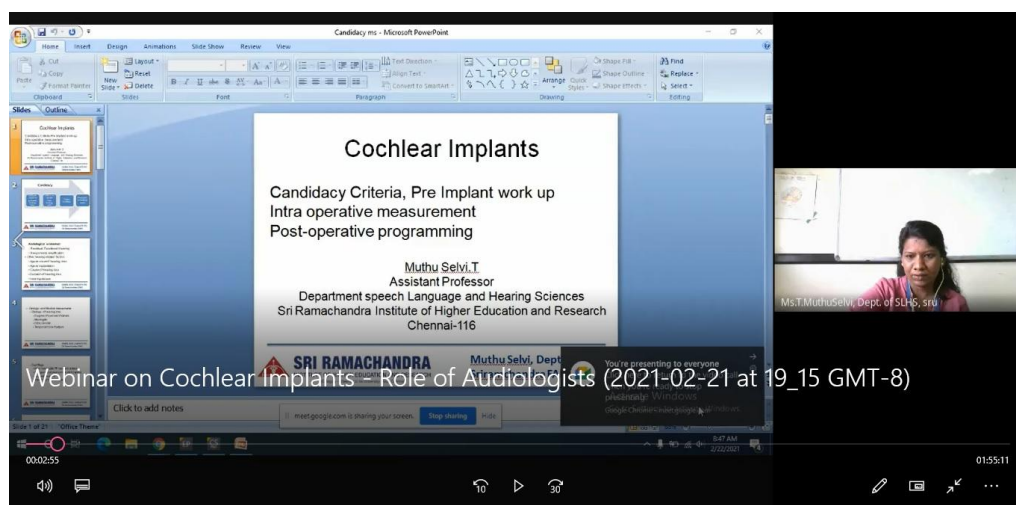 Candidacy ms - Microsoft PowerPoint
Home Insert Design Animations Slide Show Review View
Cut
Copy
Format Painter
Paste
Clipboard
New Slide
Layout
Reset
Delete
Slides
Font
Paragraph
Text Direction
Align Text
Convert to SmartArt
Arrange
Quick Styles
Shape Fill
Shape Outline
Shape Effects
Drawing
Find
Replace
Select
Editing
Slides Outline
Cochlear Implants
Candidacy Criteria, Pre Implant work up
Intra operative measurement
Post-operative programming
Muthu Selvi.T
Assistant Professor
Department speech Language and Hearing Sciences
Sri Ramachandra Institute of Higher Education and Research
Chennai-116
SRI RAMACHANDRA
Muthu Selvi, Dept
You're presenting to everyone
Ms.T.MuthuSelvi, Dept. of SLHS, sru
Webinar on Cochlear Implants - Role of Audiologists (2021-02-21 at 19_15 GMT-8)
Click to add notes
meet.google.com is sharing your screen. Stop sharing Hide
Slide 1 of 21 "Office Theme"
8:47 AM
2/22/2021
00:02:55
01:55:11
10
30